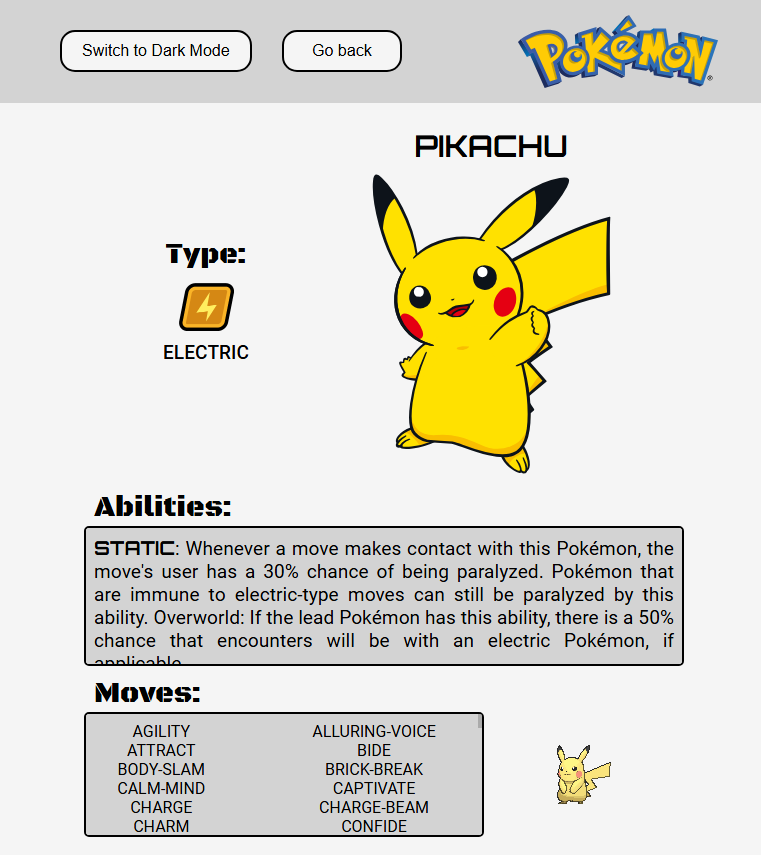 Switch to Dark Mode
Go back
POKéMON
®
PIKACHU
Type:
ELECTRIC
Abilities:
STATIC: Whenever a move makes contact with this Pokémon, the
move's user has a 30% chance of being paralyzed. Pokémon that
are immune to electric-type moves can still be paralyzed by this
ability. Overworld: If the lead Pokémon has this ability, there is a 50%
chance that encounters will be with an electric Pokémon, if
applicable
Moves:
AGILITY ALLURING-VOICE
ATTRACT BIDE
BODY-SLAM BRICK-BREAK
CALM-MIND CAPTIVATE
CHARGE CHARGE-BEAM
CHARM CONFIDE